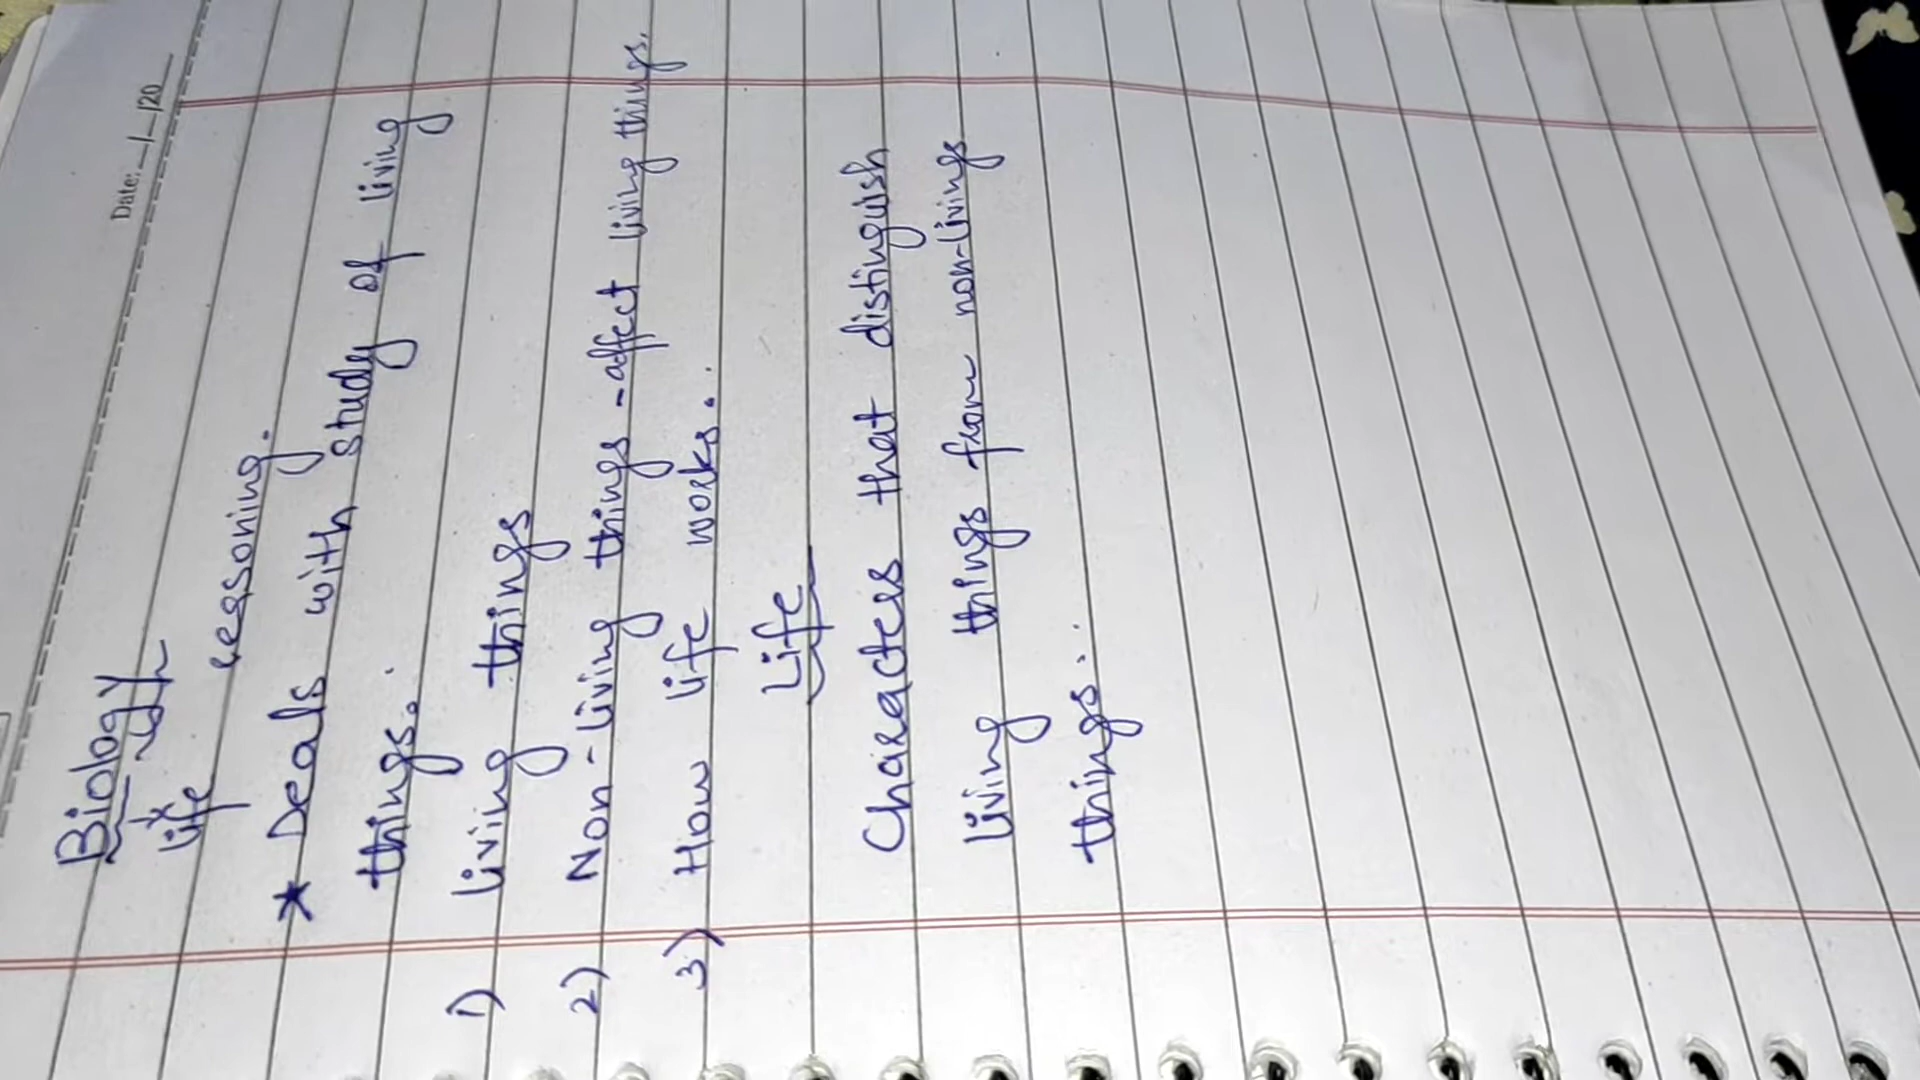 Date: _/_/20__
Biology
life
reasoning.
* Deals with study of living
things.
1) living things
2) Non-living things -affect living things.
3) How life works.
Life
Characters that distinguish
living things from non-livings
things.